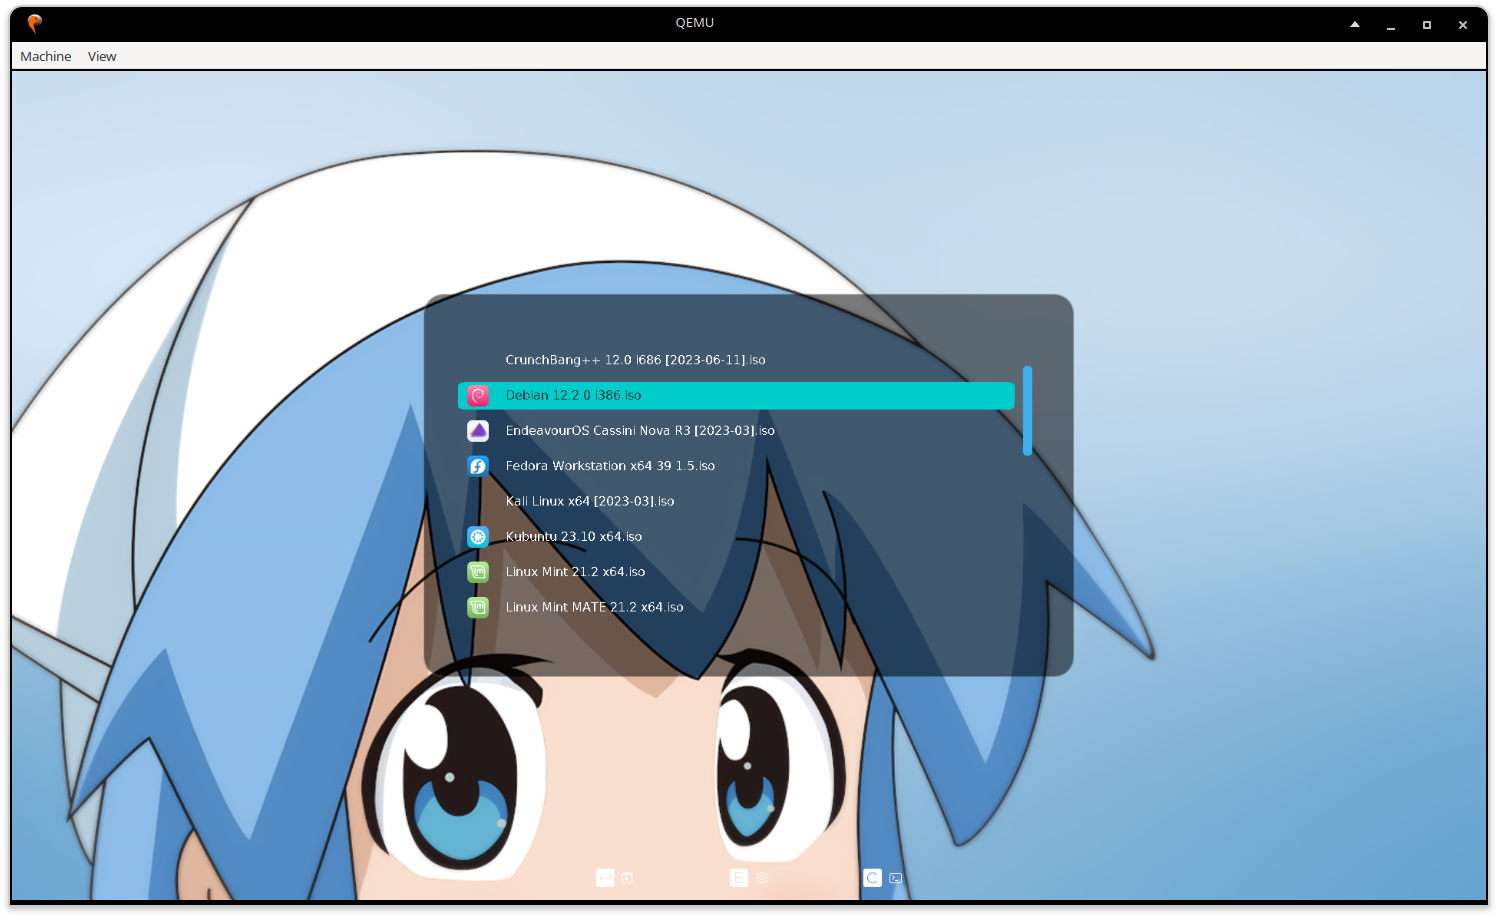 QEMU
Machine View
CrunchBang++ 12.0 i686 [2023-06-11].iso
Debian 12.2.0 i386.iso
EndeavourOS Cassini Nova R3 [2023-03].iso
Fedora Workstation x64 39 1.5.iso
Kali Linux x64 [2023-03].iso
Kubuntu 23.10 x64.iso
Linux Mint 21.2 x64.iso
Linux Mint MATE 21.2 x64.iso
E C